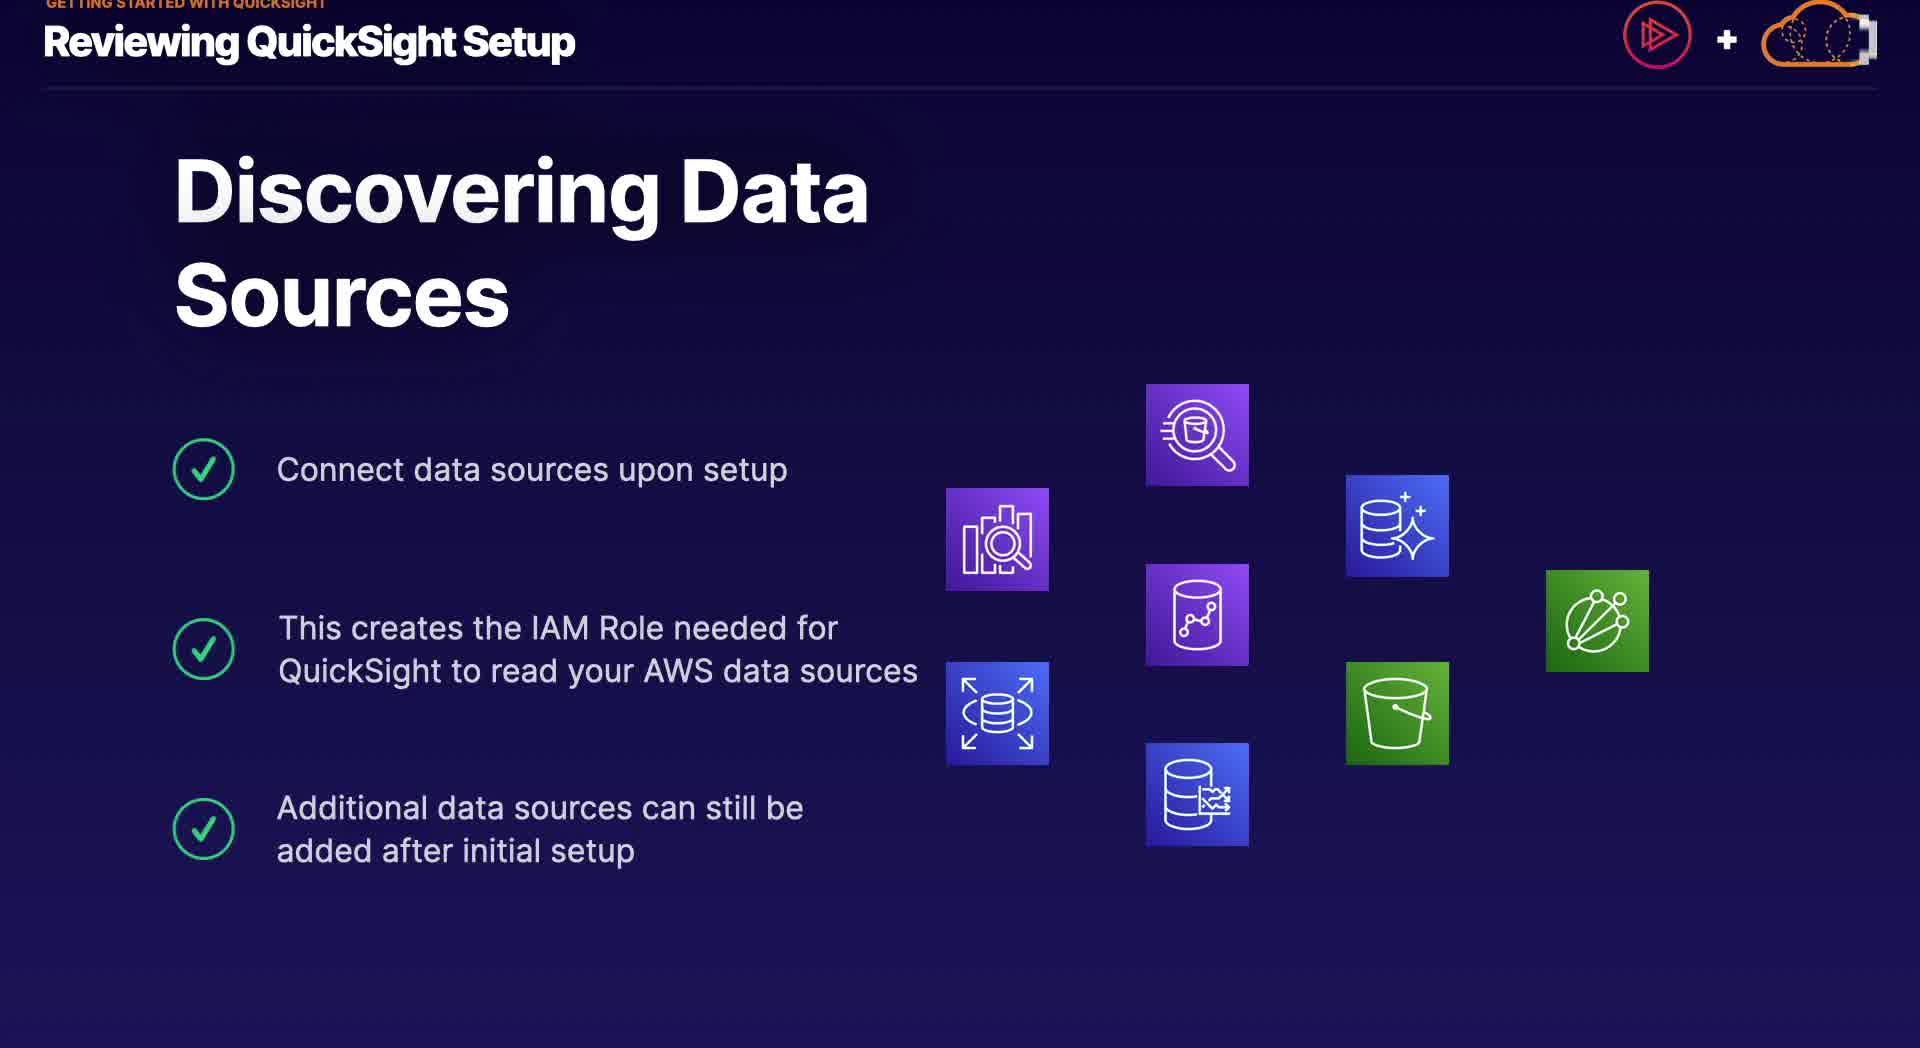 GETTING STARTED WITH QUICKSIGHT
Reviewing QuickSight Setup
Discovering Data
Sources
Connect data sources upon setup
This creates the IAM Role needed for
QuickSight to read your AWS data sources
Additional data sources can still be
added after initial setup